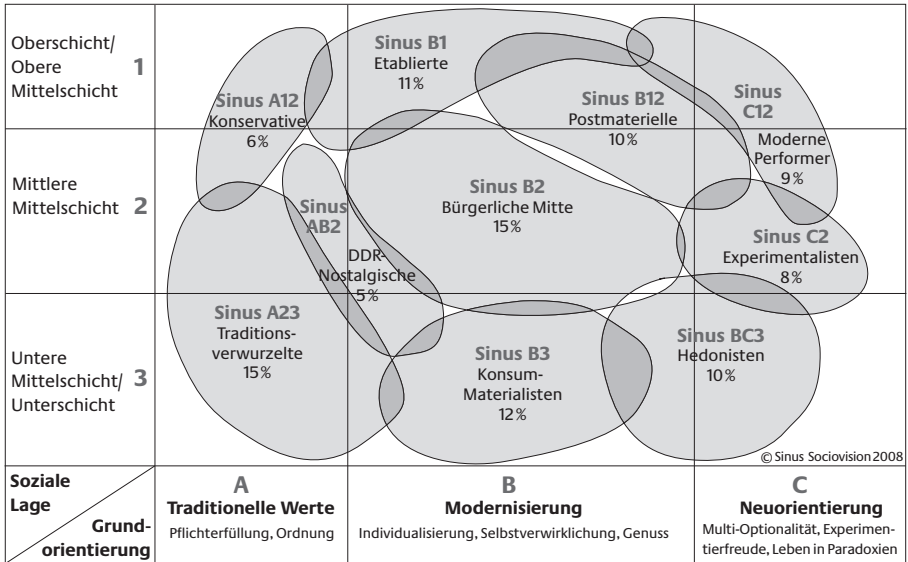 Oberschicht/
Obere
Mittelschicht
1
Mittlere
Mittelschicht
2
Untere
Mittelschicht/
Unterschicht
3
Sinus A12
Konservative
6%
Sinus B1
Etablierte
11%
Sinus B12
Postmaterielle
10%
Sinus
C12
Moderne
Performer
9%
Sinus
AB2
DDR-
Nostalgische
5%
Sinus B2
Bürgerliche Mitte
15%
Sinus C2
Experimentalisten
8%
Sinus A23
Traditions-
verwurzelte
15%
Sinus B3
Konsum-
Materialisten
12%
Sinus BC3
Hedonisten
10%
© Sinus Sociovision 2008
Soziale
Lage
Grund-
orientierung
A
Traditionelle Werte
Pflichterfüllung, Ordnung
B
Modernisierung
Individualisierung, Selbstverwirklichung, Genuss
C
Neuorientierung
Multi-Optionalität, Experimen-
tierfreude, Leben in Paradoxien